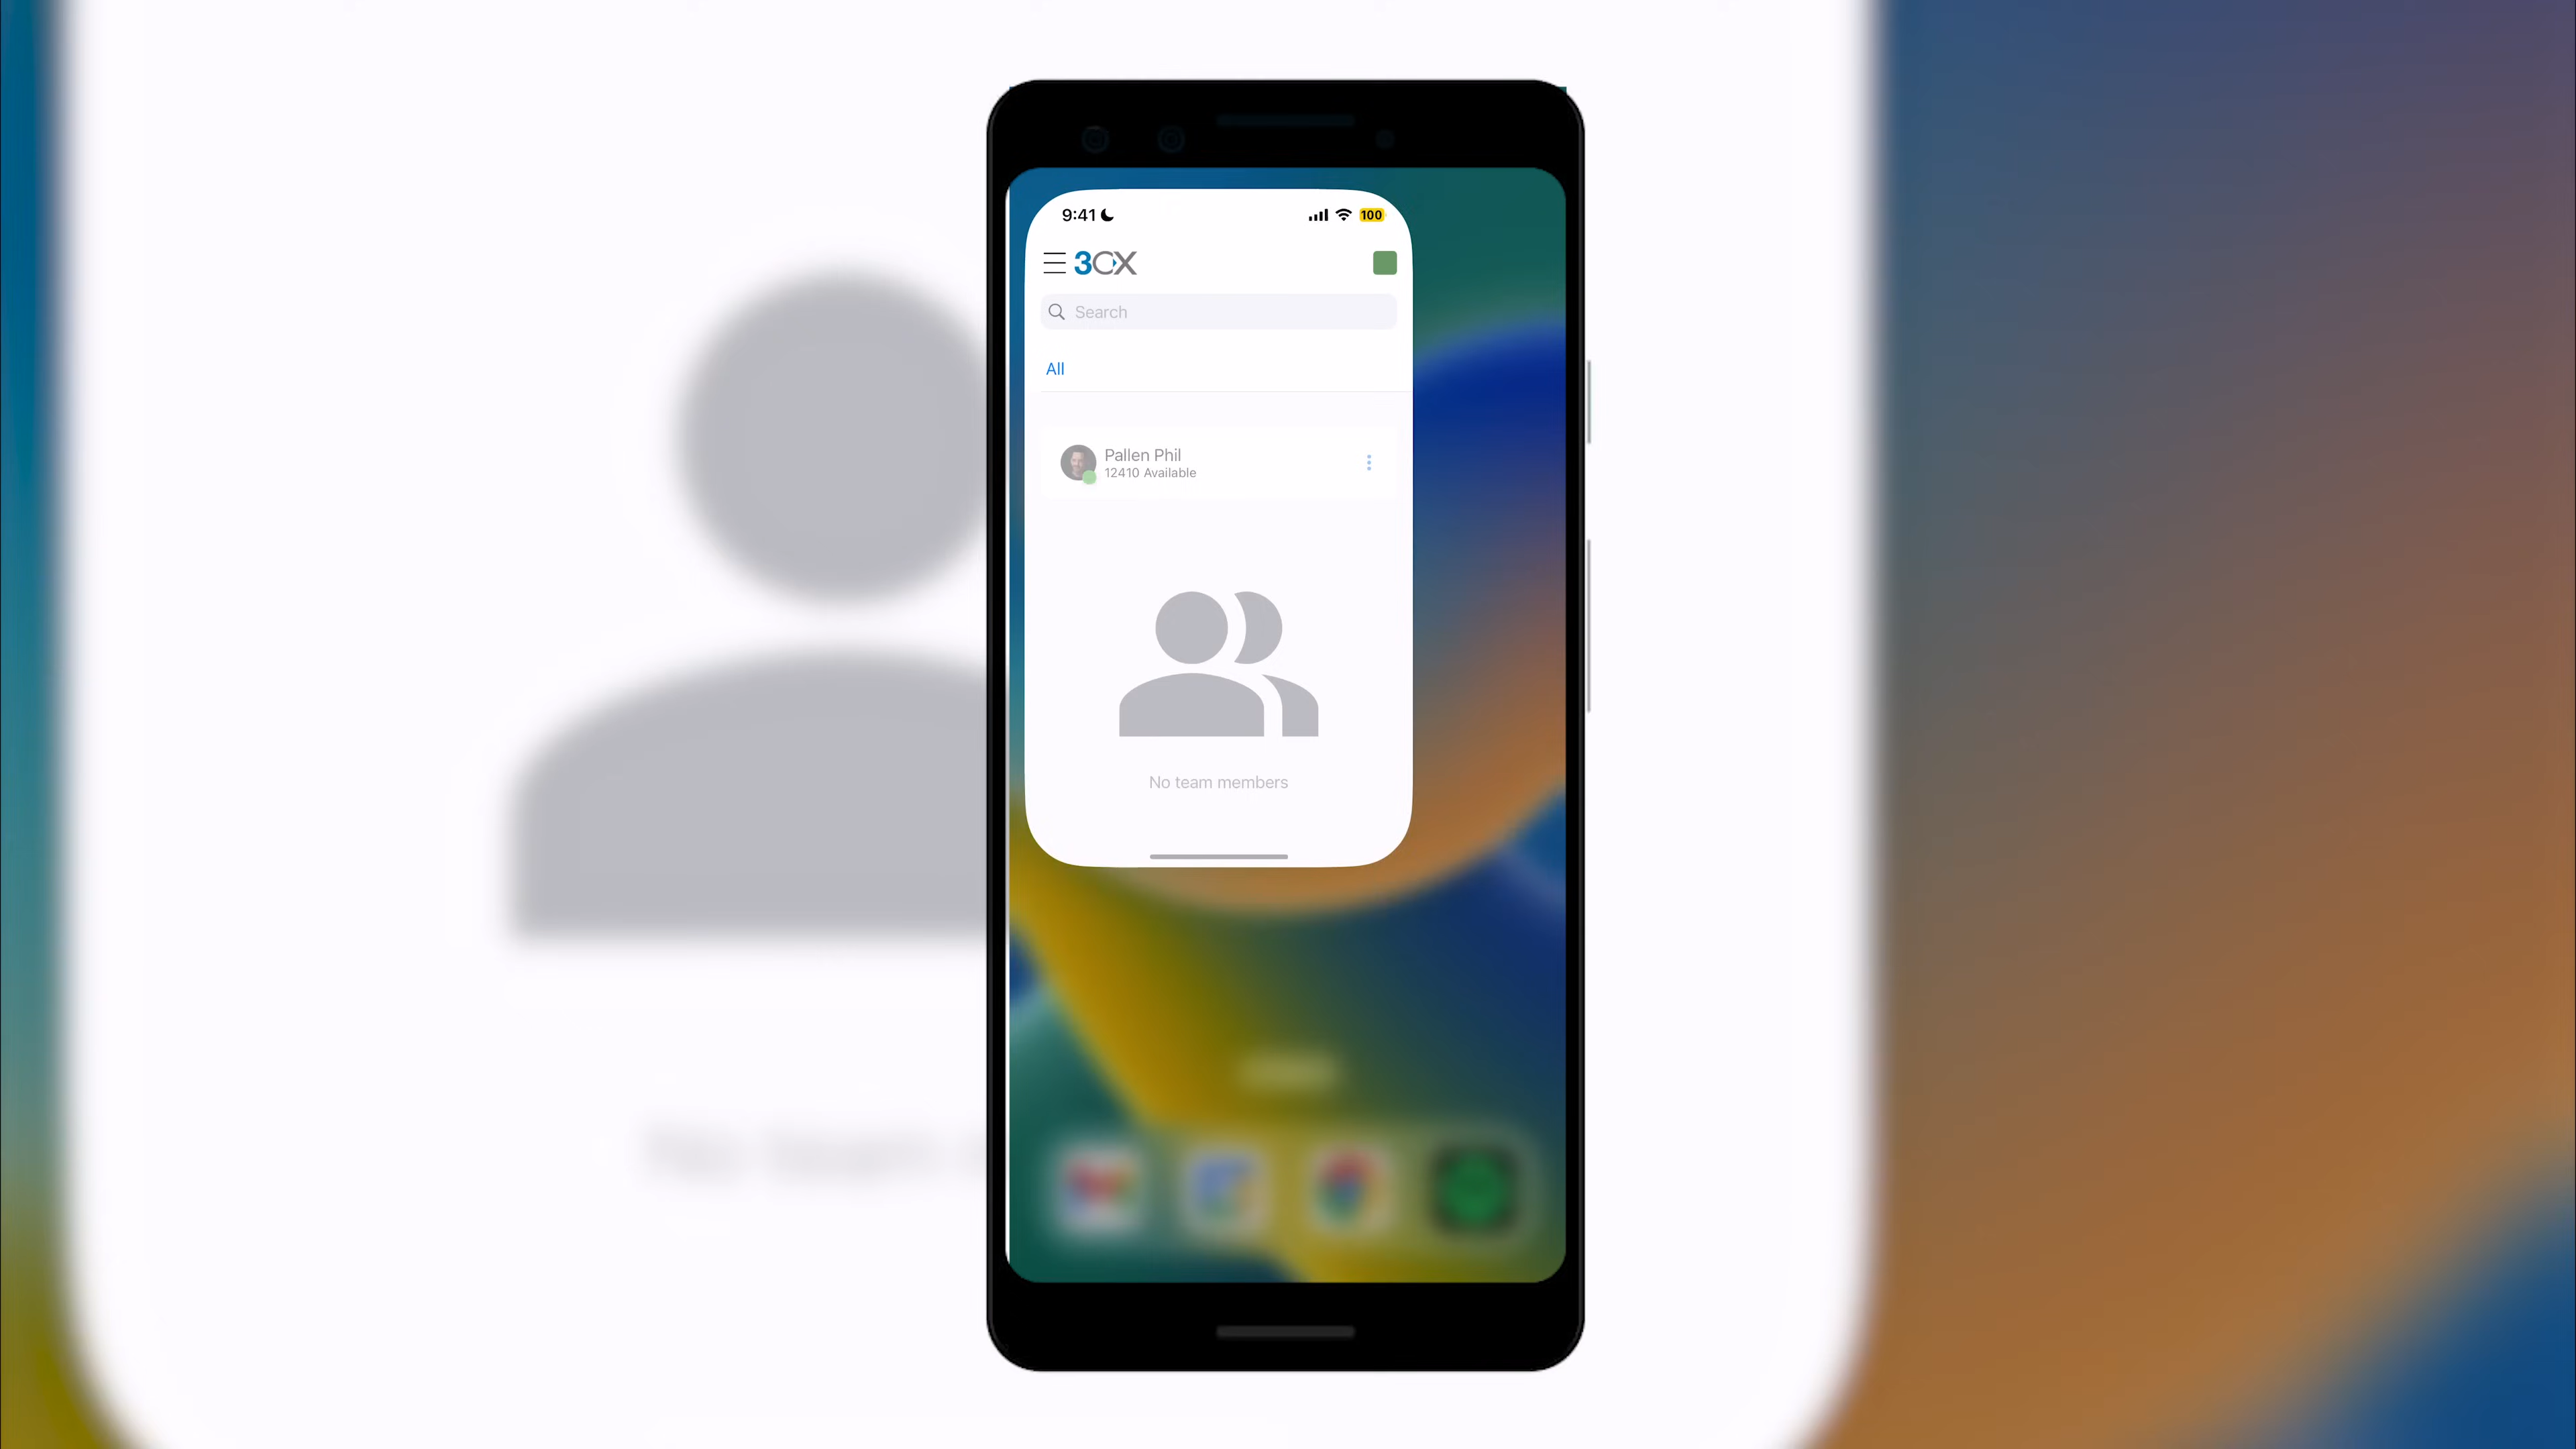 9:41
100
3CX
Search
All
Pallen Phil
12410 Available
No team members